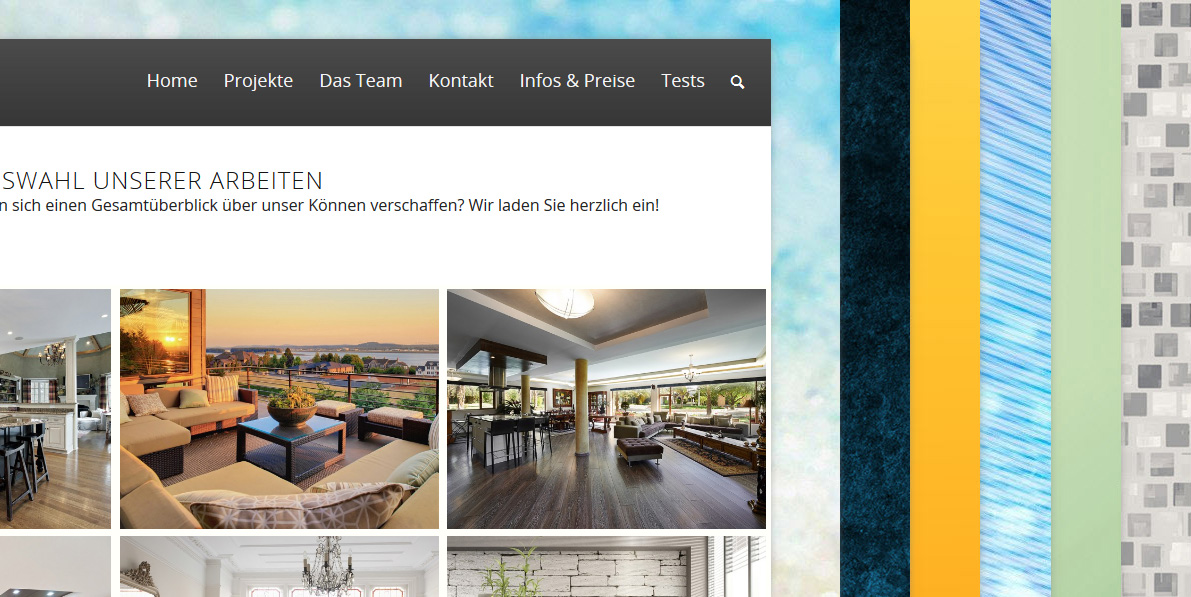 Home Projekte Das Team Kontakt Infos & Preise Tests
SWAHL UNSERER ARBEITEN
n sich einen Gesamtüberblick über unser Können verschaffen? Wir laden Sie herzlich ein!